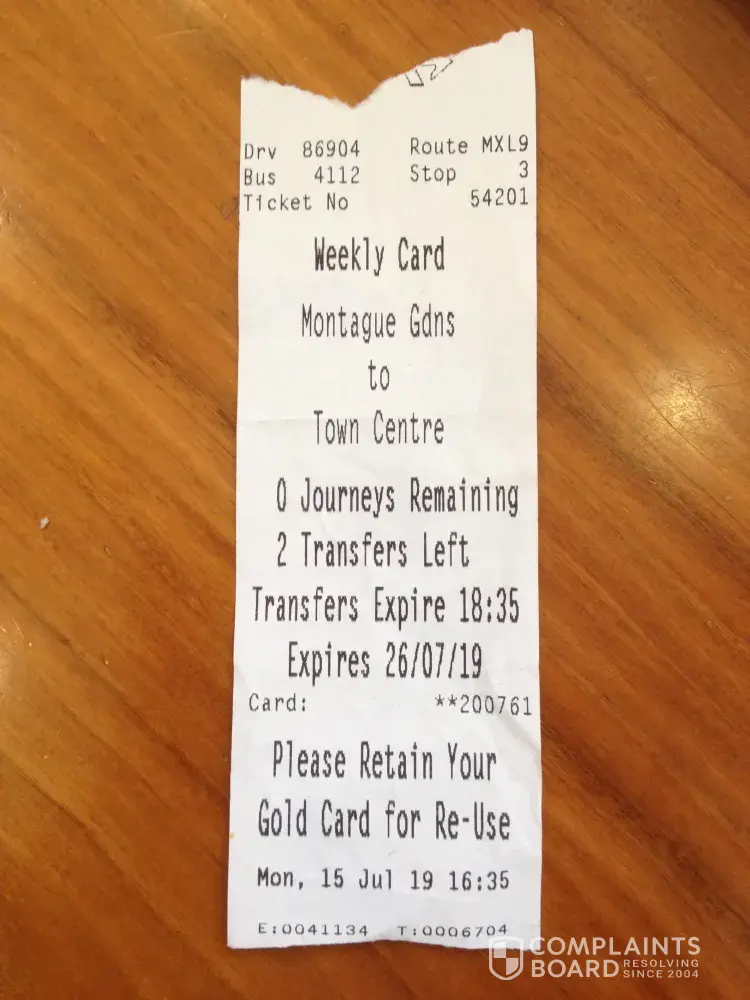 Drv 86904 Route MXL9
Bus 4112 Stop 3
Ticket No 54201
Weekly Card
Montague Gdns
to
Town Centre
0 Journeys Remaining
2 Transfers Left
Transfers Expire 18:35
Expires 26/07/19
Card: **200761
Please Retain Your
Gold Card for Re-Use
Mon, 15 Jul 19 16:35
E:0041134 T:0006704
COMPLAINTS
BOARD RESOLVING
SINCE 2004